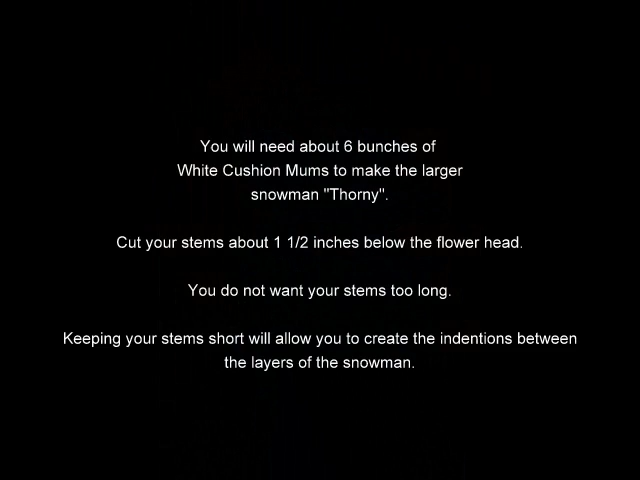 You will need about 6 bunches of
White Cushion Mums to make the larger
snowman "Thorny".
Cut your stems about 1 1/2 inches below the flower head.
You do not want your stems too long.
Keeping your stems short will allow you to create the indentions between
the layers of the snowman.